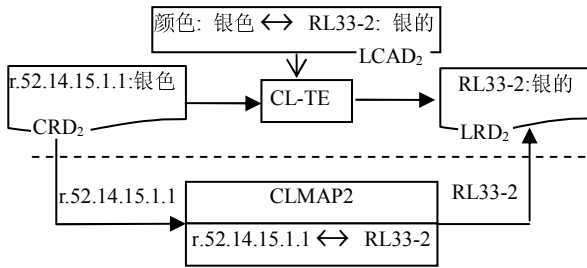 颜色: 银色 ↔ RL33-2: 银的
LCAD₂
r.52.14.15.1.1:银色
CL-TE
RL33-2:银的
CRD₂
LRD₂
r.52.14.15.1.1
CLMAP2
RL33-2
r.52.14.15.1.1 ↔ RL33-2